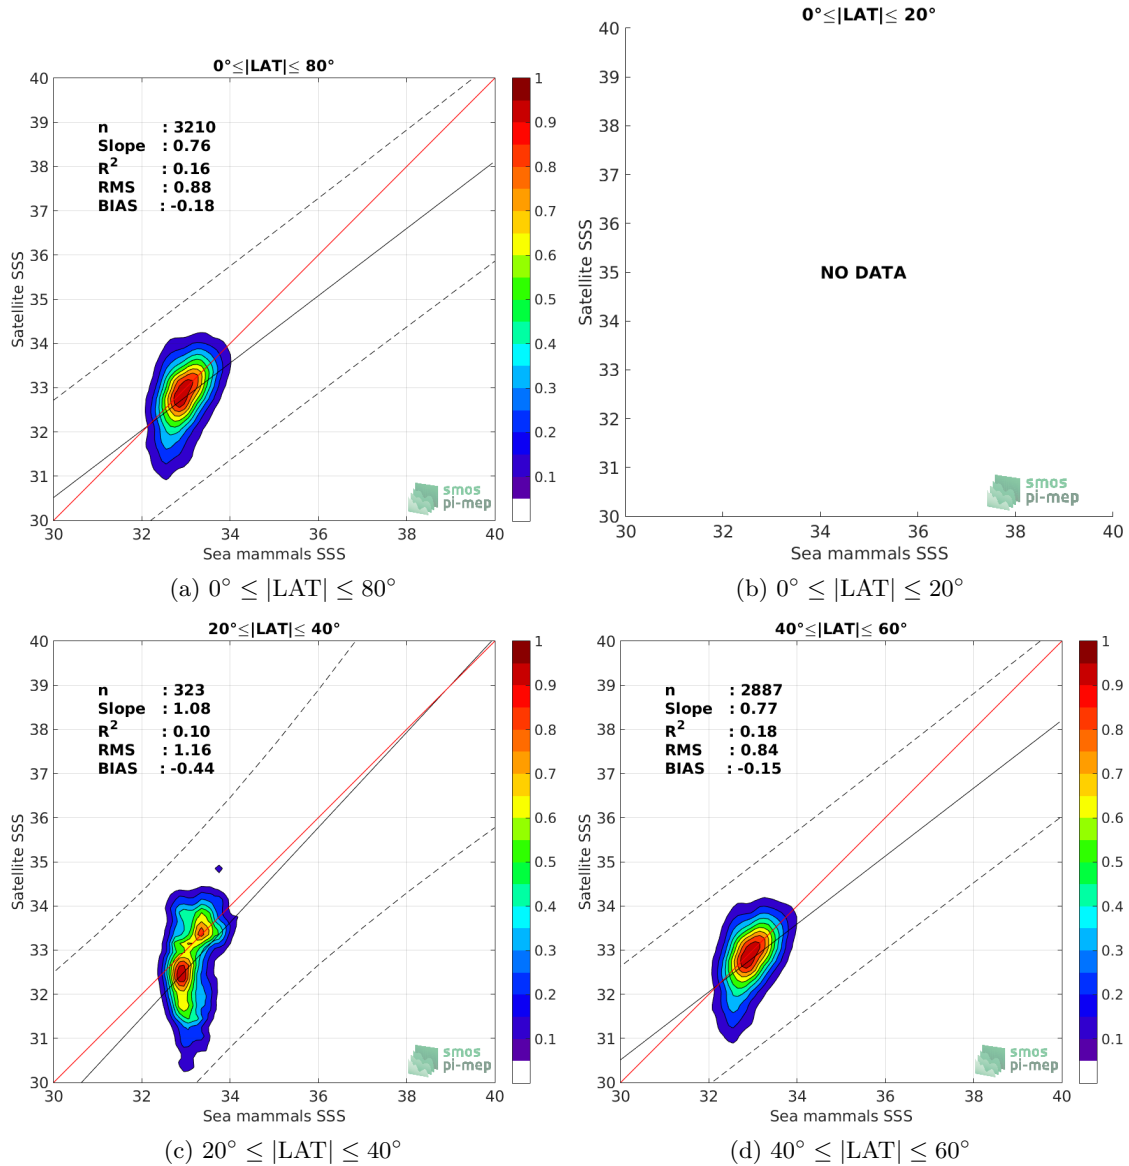 0°≤|LAT|≤ 80°
n : 3210
Slope : 0.76
R² : 0.16
RMS : 0.88
BIAS : -0.18
40
39
38
37
36
35
34
33
32
31
30
30 32 34 36 38 40
Satellite SSS
Sea mammals SSS
1
0.9
0.8
0.7
0.6
0.5
0.4
0.3
0.2
0.1
smos
pi-mep
(a) 0° ≤ |LAT| ≤ 80°
0°≤|LAT|≤ 20°
NO DATA
40
39
38
37
36
35
34
33
32
31
30
30 32 34 36 38 40
Satellite SSS
Sea mammals SSS
smos
pi-mep
(b) 0° ≤ |LAT| ≤ 20°
20°≤|LAT|≤ 40°
n : 323
Slope : 1.08
R² : 0.10
RMS : 1.16
BIAS : -0.44
40
39
38
37
36
35
34
33
32
31
30
30 32 34 36 38 40
Satellite SSS
Sea mammals SSS
1
0.9
0.8
0.7
0.6
0.5
0.4
0.3
0.2
0.1
smos
pi-mep
(c) 20° ≤ |LAT| ≤ 40°
40°≤|LAT|≤ 60°
n : 2887
Slope : 0.77
R² : 0.18
RMS : 0.84
BIAS : -0.15
40
39
38
37
36
35
34
33
32
31
30
30 32 34 36 38 40
Satellite SSS
Sea mammals SSS
1
0.9
0.8
0.7
0.6
0.5
0.4
0.3
0.2
0.1
smos
pi-mep
(d) 40° ≤ |LAT| ≤ 60°